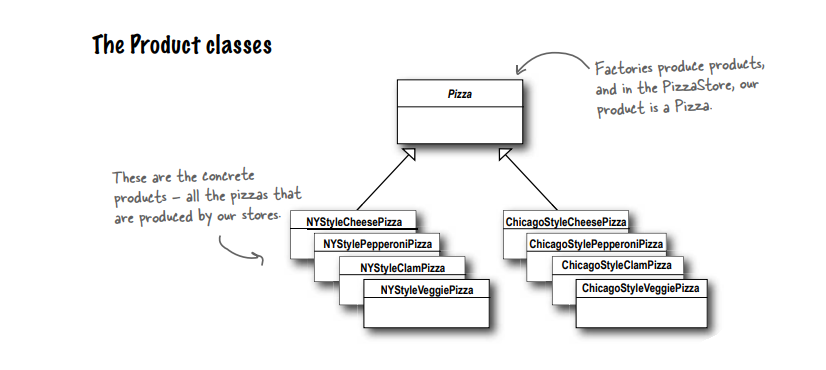 The Product classes
Factories produce products,
and in the PizzaStore, our
product is a Pizza.
Pizza
These are the concrete
products – all the pizzas that
are produced by our stores.
NYStyleCheesePizza
NYStylePepperoniPizza
NYStyleClamPizza
NYStyleVeggiePizza
ChicagoStyleCheesePizza
ChicagoStylePepperoniPizza
ChicagoStyleClamPizza
ChicagoStyleVeggiePizza